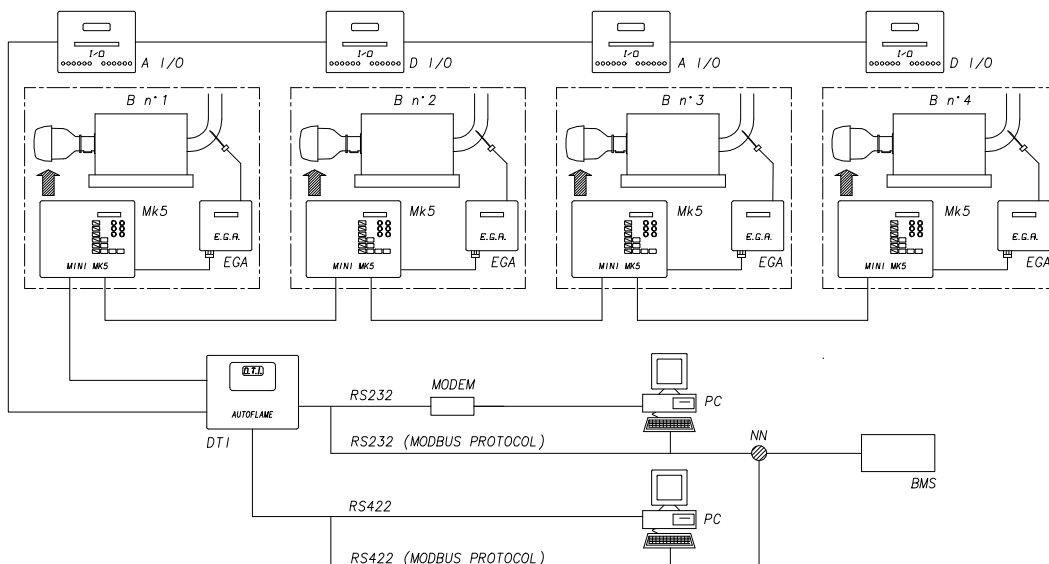 I/O
A I/O
I/O
D I/O
I/O
A I/O
I/O
D I/O
B n° 1
B n° 2
B n° 3
B n° 4
Mk5
E.G.A.
MINI MK5
EGA
Mk5
E.G.A.
MINI MK5
EGA
Mk5
E.G.A.
MINI MK5
EGA
Mk5
E.G.A.
MINI MK5
EGA
D.T.I.
AUTOFLAME
DTI
RS232
MODEM
PC
RS232 (MODBUS PROTOCOL)
NN
BMS
RS422
PC
RS422 (MODBUS PROTOCOL)